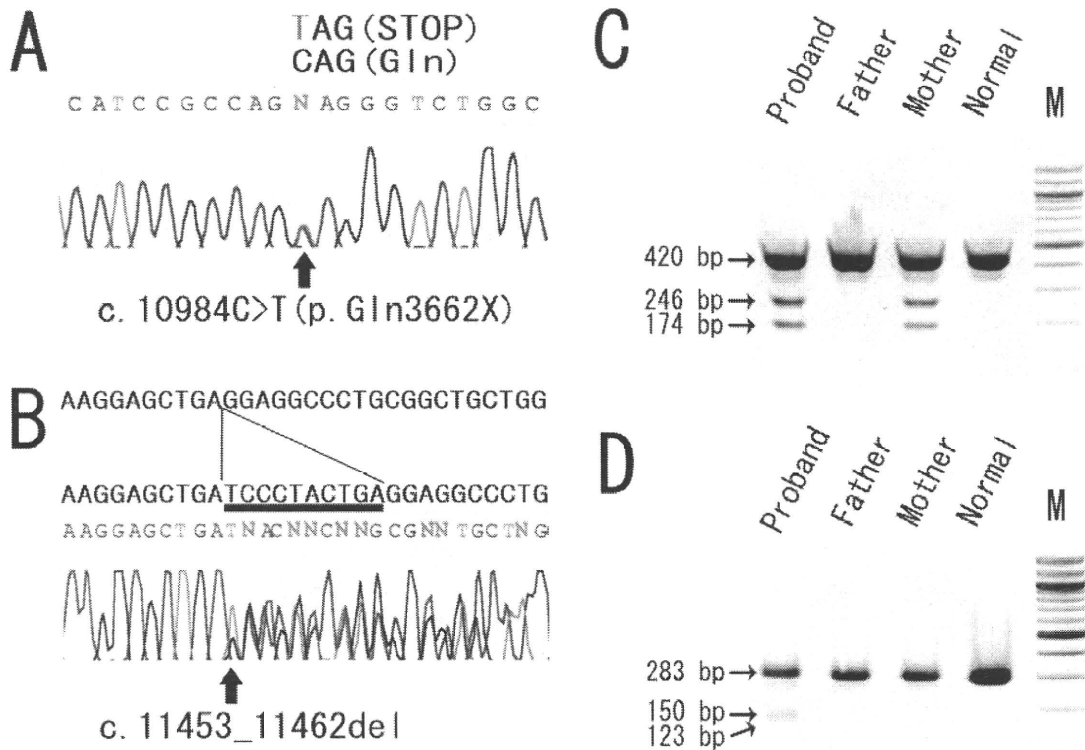 A
TAG (STOP)
CAG (Gln)
CATCCGCCAGNAGGGTCTGGC
c. 10984C>T (p. Gln3662X)
B
AAGGAGCTGAGGAGGCCCTGCGGCTGCTGG
AAGGAGCTGATCCCTACTGAGGAGGCCCTG
AAGGAGCTGATNACNNCNNGCGNNTGCTNG
c. 11453_11462del
C
Proband
Father
Mother
Normal
M
420 bp→
246 bp→
174 bp→
D
Proband
Father
Mother
Normal
M
283 bp→
150 bp→
123 bp→